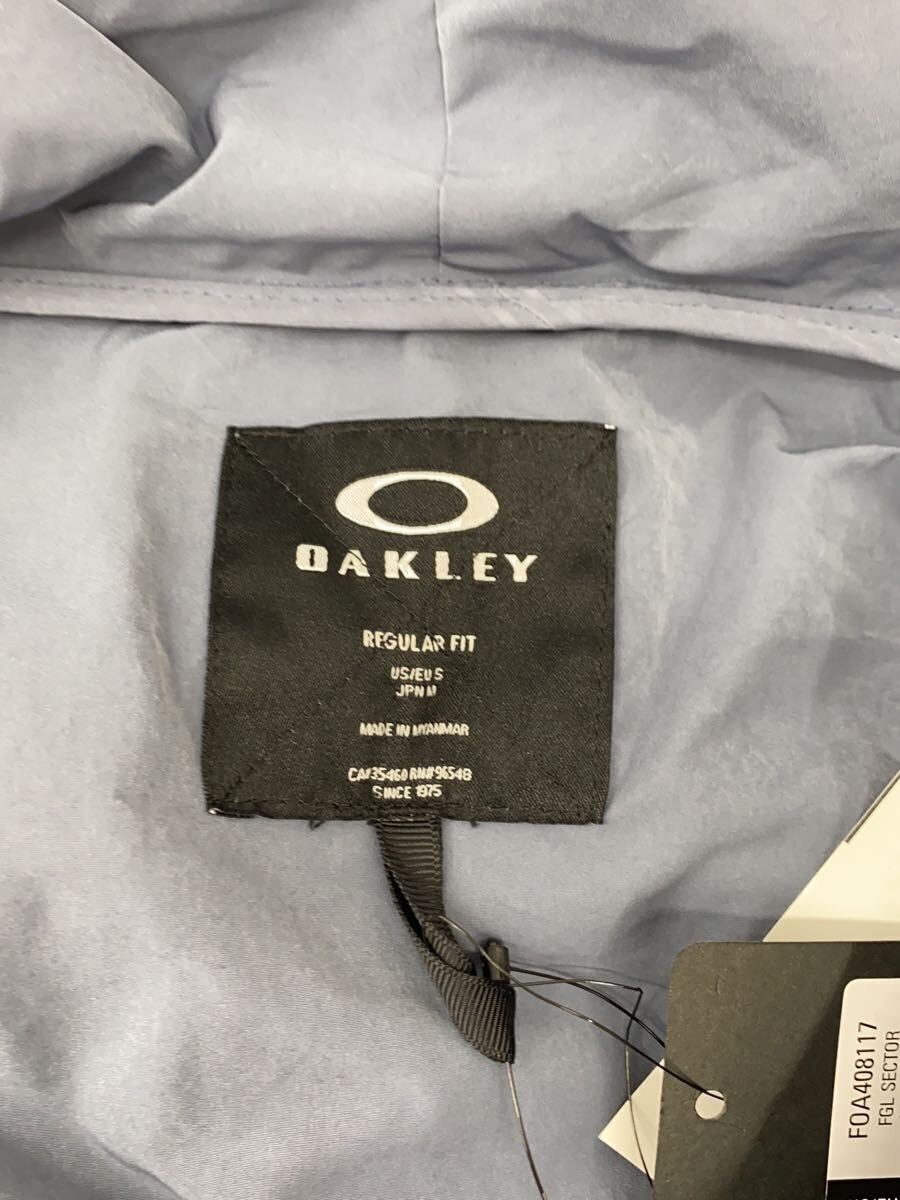 OAKLEY
REGULAR FIT
US/EU S
JPN M
MADE IN MYANMAR
CA#35460 RN#96548
SINCE 1975
FOA408117
FGL SECTOR